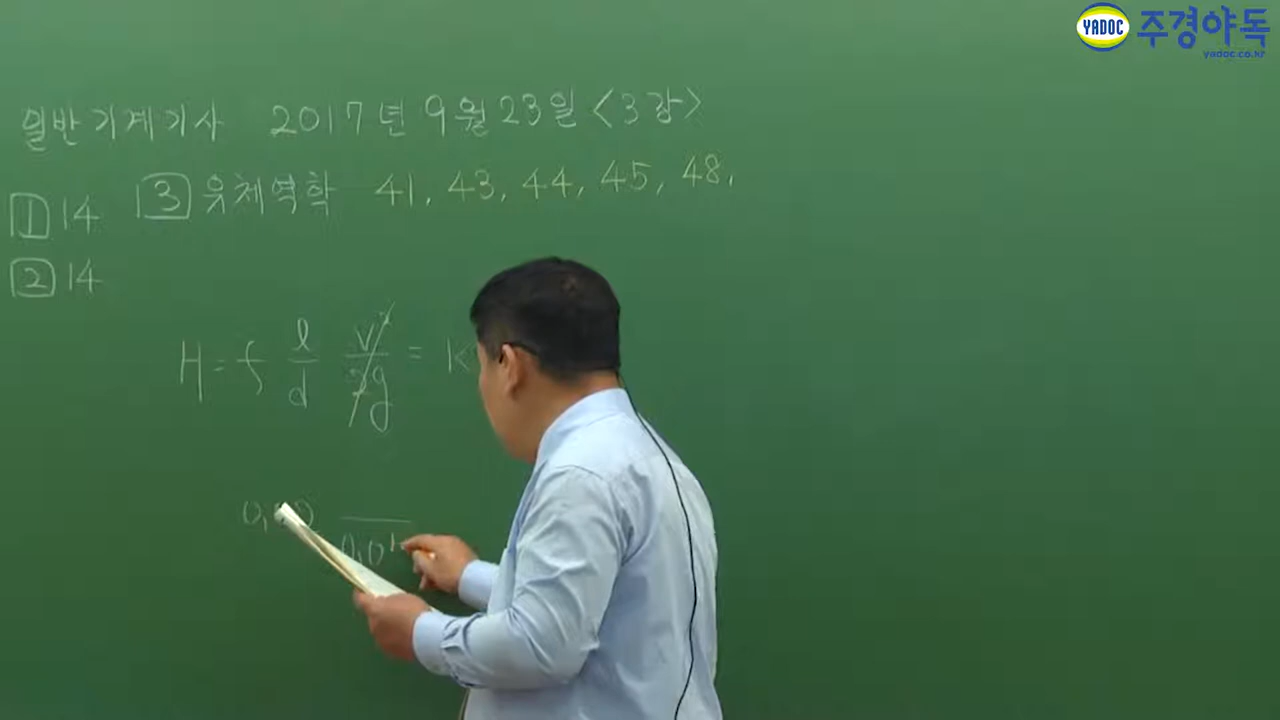 YADOC 주경야독
yadoc.co.kr
일반기계기사 2017년 9월 23일 <3강>
1 14 3 유체역학 41, 43, 44, 45, 48,
2 14
H = f l/d V²/2g = K
0,0